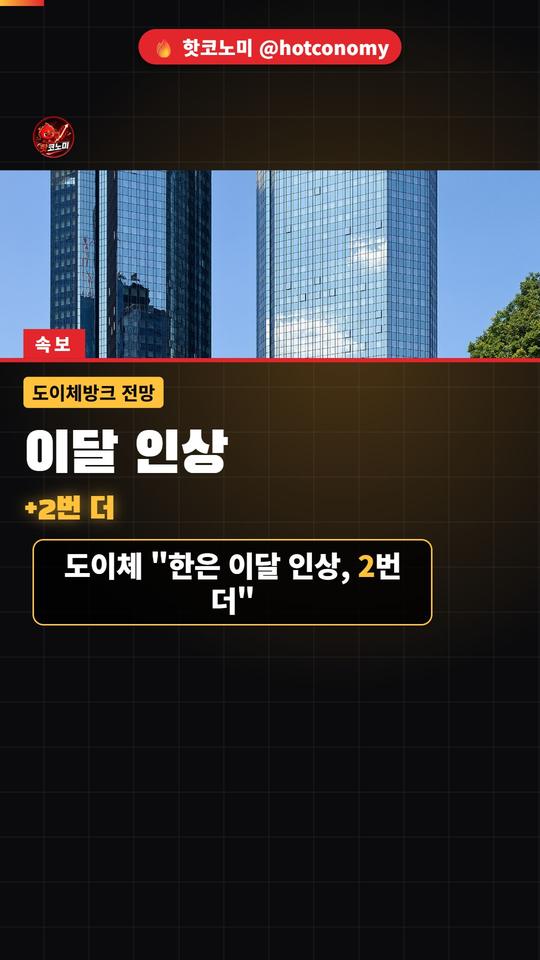 🔥 핫코노미 @hotconomy
핫코노미
속보
도이체방크 전망
이달 인상
+2번 더
도이체 "한은 이달 인상, 2번
더"